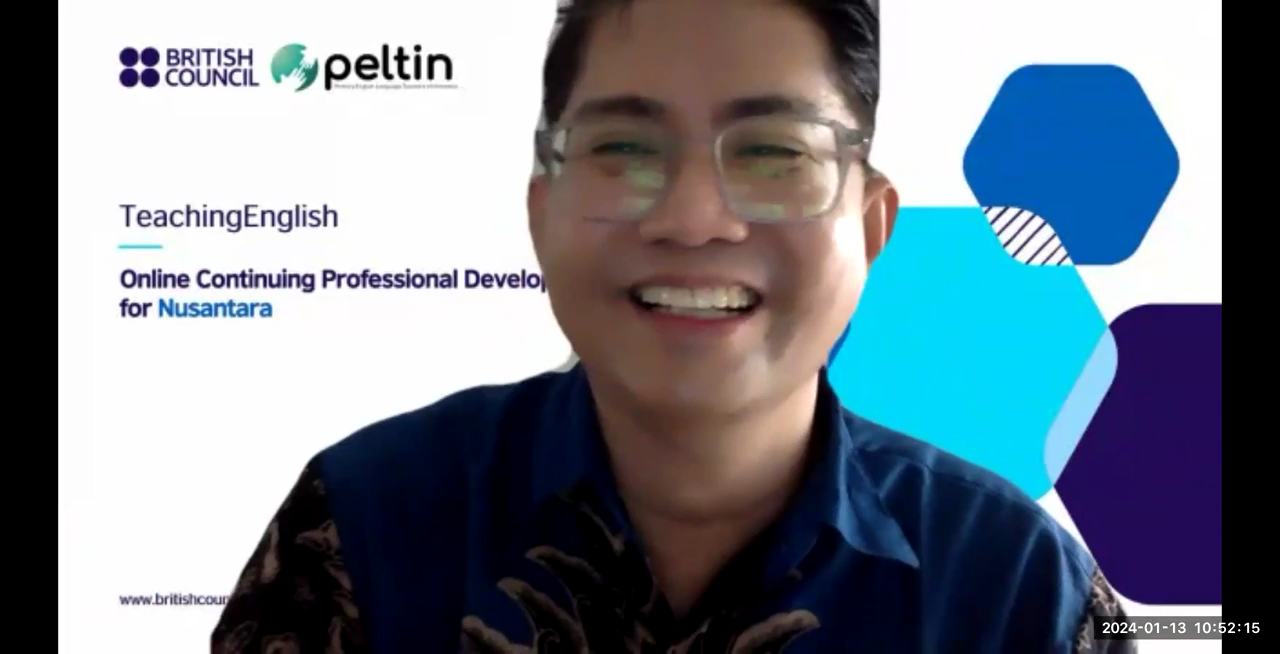 BRITISH
COUNCIL
peltin
TeachingEnglish
Online Continuing Professional Develop
for Nusantara
www.britishcoun
2024-01-13 10:52:15